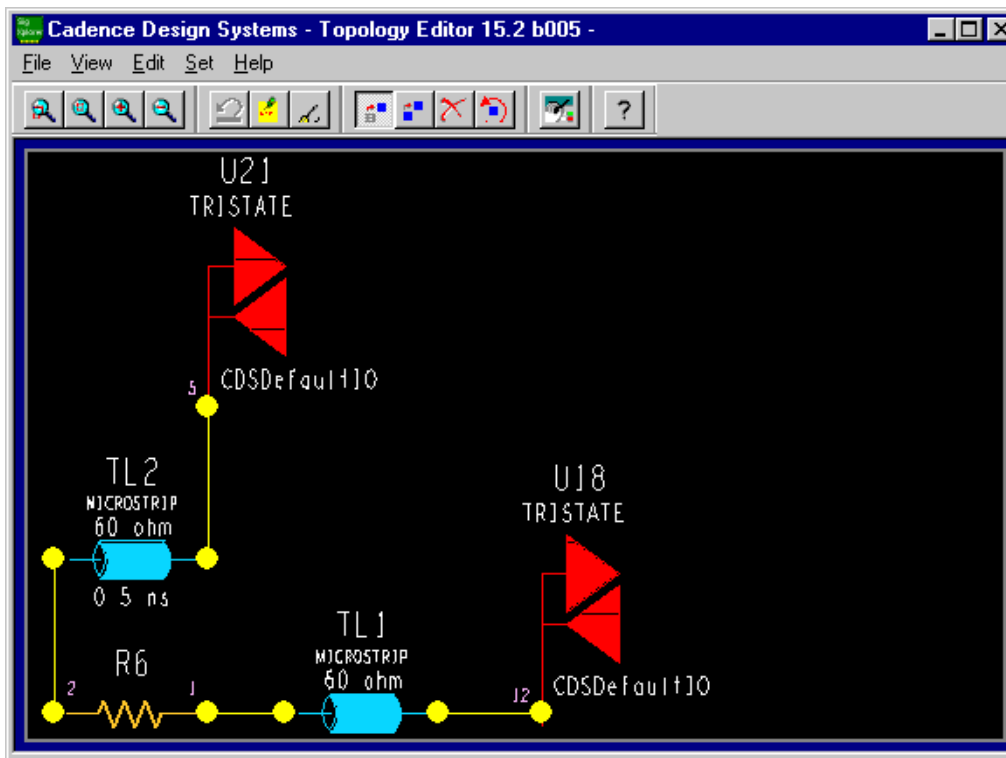 Cadence Design Systems - Topology Editor 15.2 b005 -
File View Edit Set Help
?
U21
TRISTATE
CDSDefaultIO
5
TL2
MICROSTRIP
60 ohm
0 5 ns
U18
TRISTATE
CDSDefaultIO
12
TL1
MICROSTRIP
60 ohm
R6
2
1